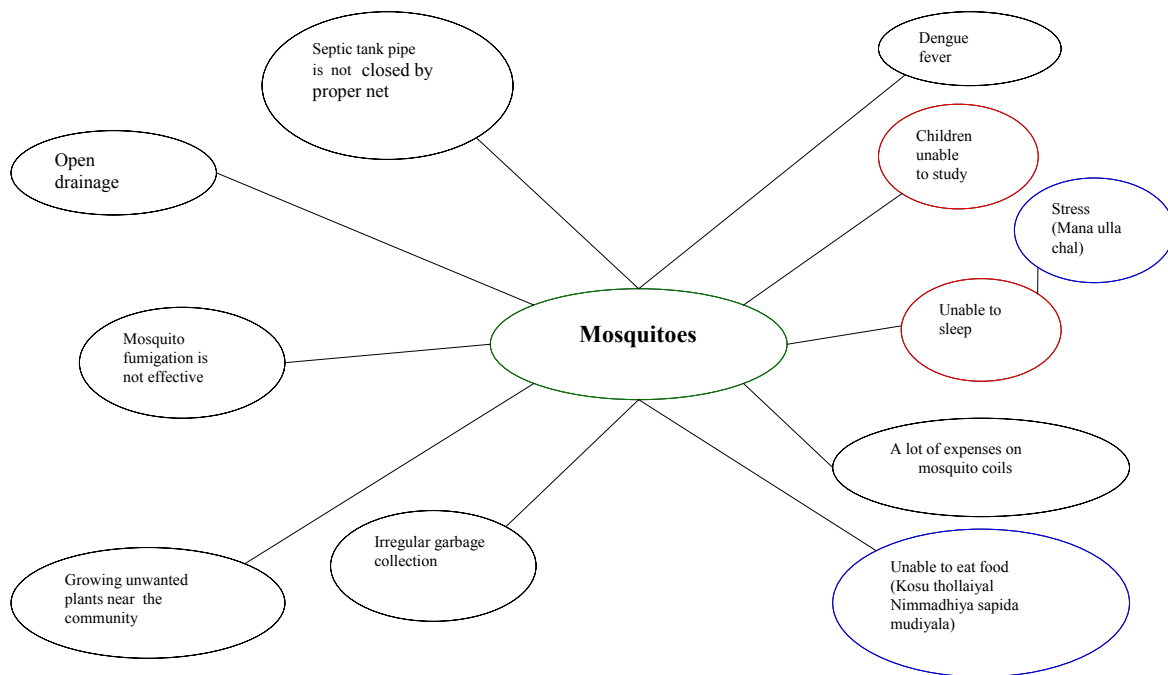 Septic tank pipe
is not closed by
proper net
Dengue
fever
Open
drainage
Children
unable
to study
Stress
(Mana ulla
chal)
Mosquitoes
Unable to
sleep
Mosquito
fumigation is
not effective
A lot of expenses on
mosquito coils
Irregular garbage
collection
Growing unwanted
plants near the
community
Unable to eat food
(Kosu thollaiyal
Nimmadhiya sapida
mudiyala)